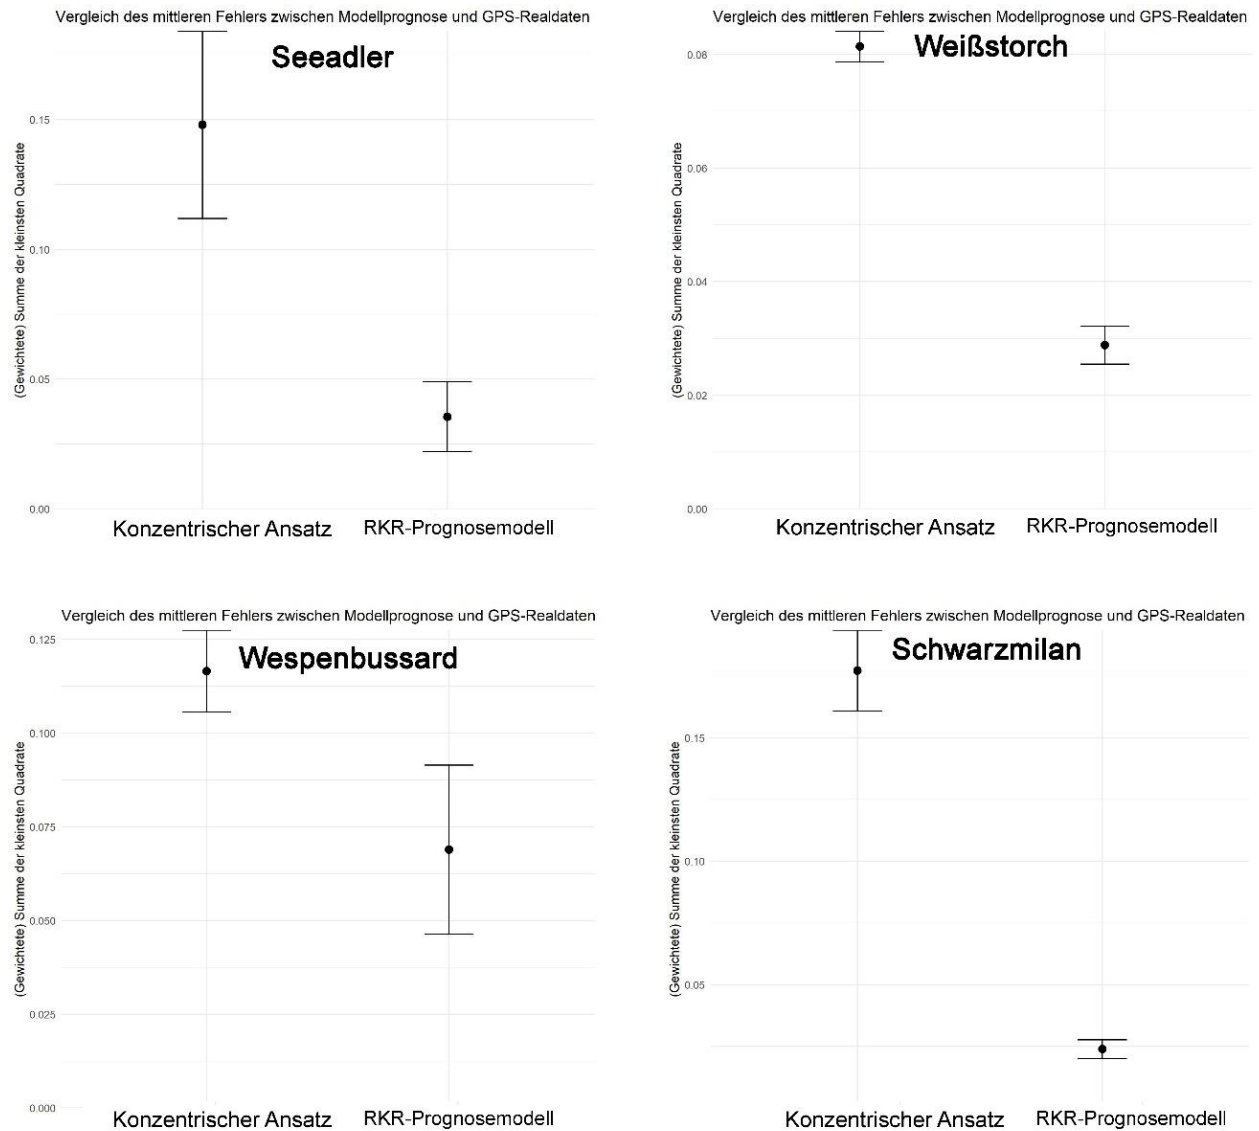 Vergleich des mittleren Fehlers zwischen Modellprognose und GPS-Realdaten
Seeadler
(Gewichtete) Summe der kleinsten Quadrate
0.15
0.10
0.05
0.00
Konzentrischer Ansatz
RKR-Prognosemodell
Vergleich des mittleren Fehlers zwischen Modellprognose und GPS-Realdaten
Weißstorch
(Gewichtete) Summe der kleinsten Quadrate
0.08
0.06
0.04
0.02
0.00
Konzentrischer Ansatz
RKR-Prognosemodell
Vergleich des mittleren Fehlers zwischen Modellprognose und GPS-Realdaten
Wespenbussard
(Gewichtete) Summe der kleinsten Quadrate
0.125
0.100
0.075
0.050
0.025
0.000
Konzentrischer Ansatz
RKR-Prognosemodell
Vergleich des mittleren Fehlers zwischen Modellprognose und GPS-Realdaten
Schwarzmilan
(Gewichtete) Summe der kleinsten Quadrate
0.15
0.10
0.05
Konzentrischer Ansatz
RKR-Prognosemodell